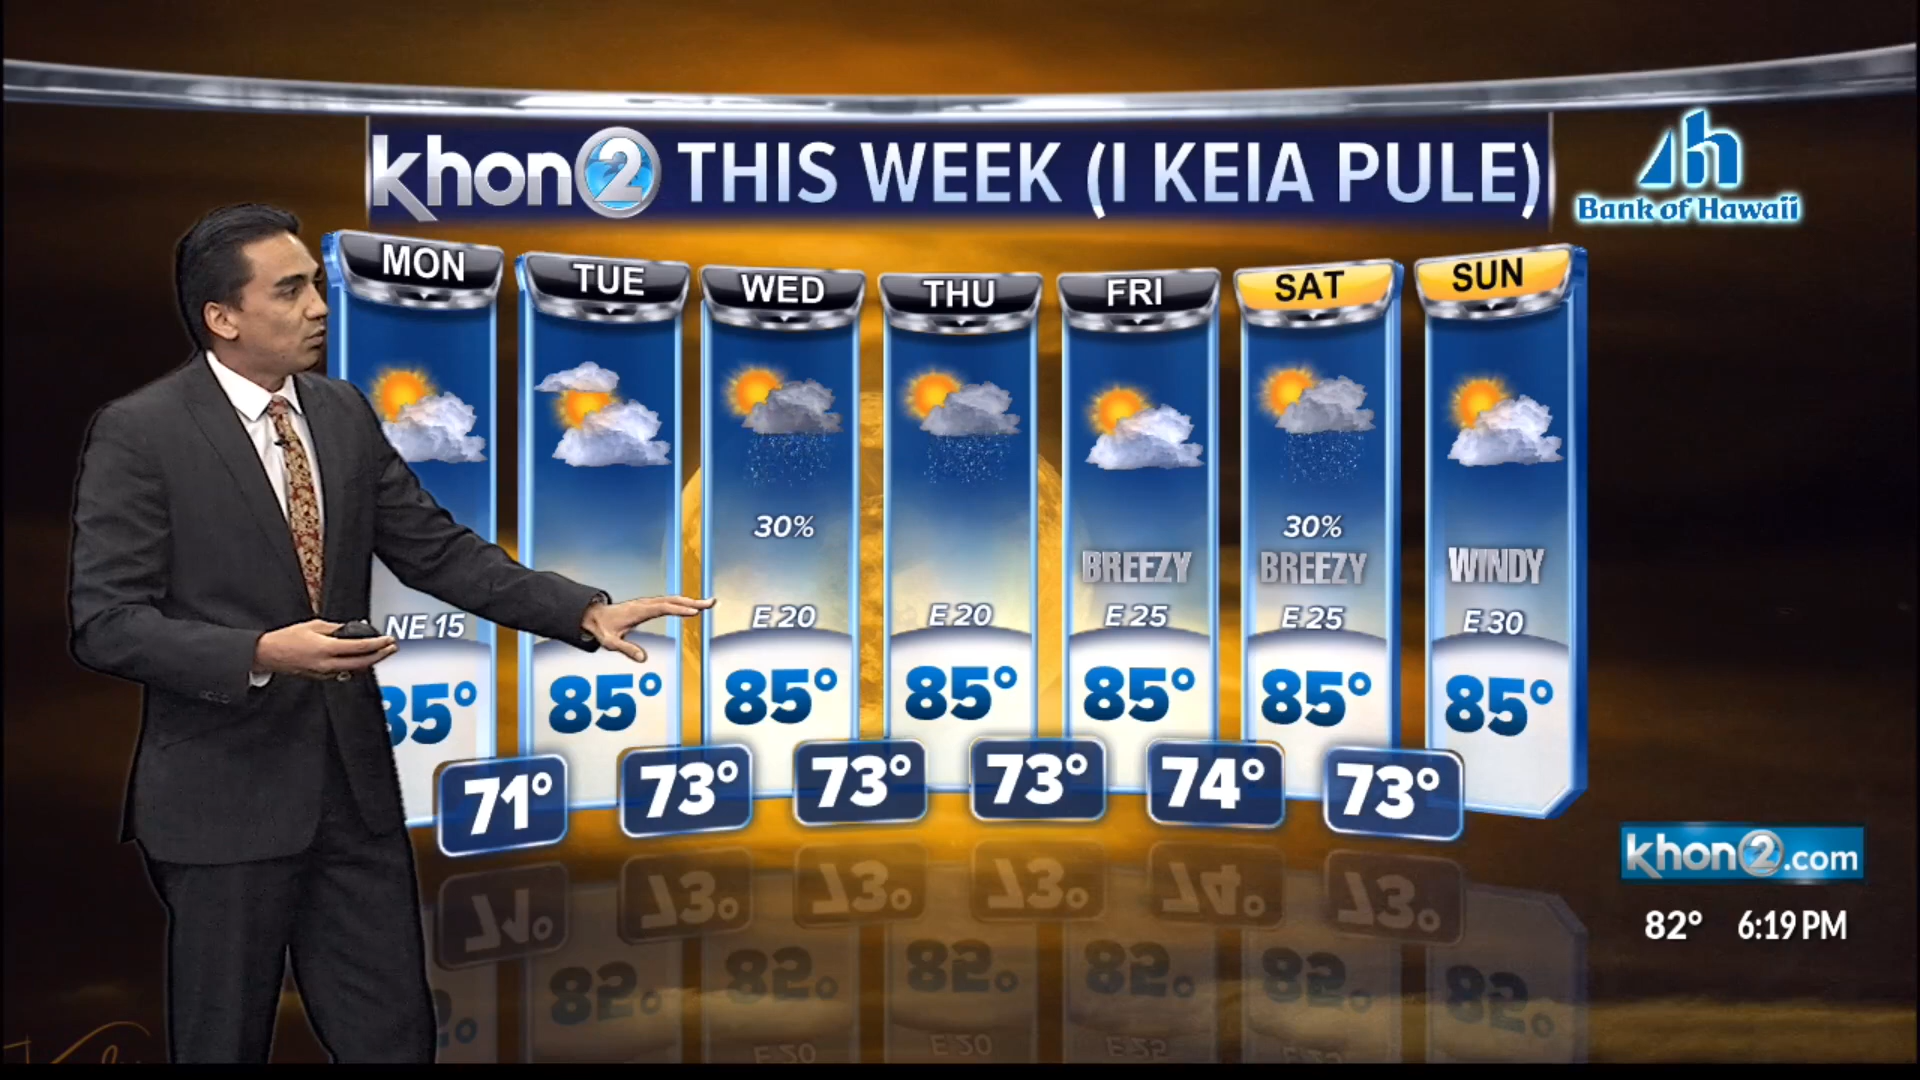 khon2 THIS WEEK (I KEIA PULE)
Bank of Hawaii
MON TUE WED THU FRI SAT SUN
30% 30%
BREEZY BREEZY WINDY
NE 15 E 20 E 20 E 25 E 25 E 30
85° 85° 85° 85° 85° 85° 85°
71° 73° 73° 73° 74° 73°
khon2.com
82° 6:19 PM